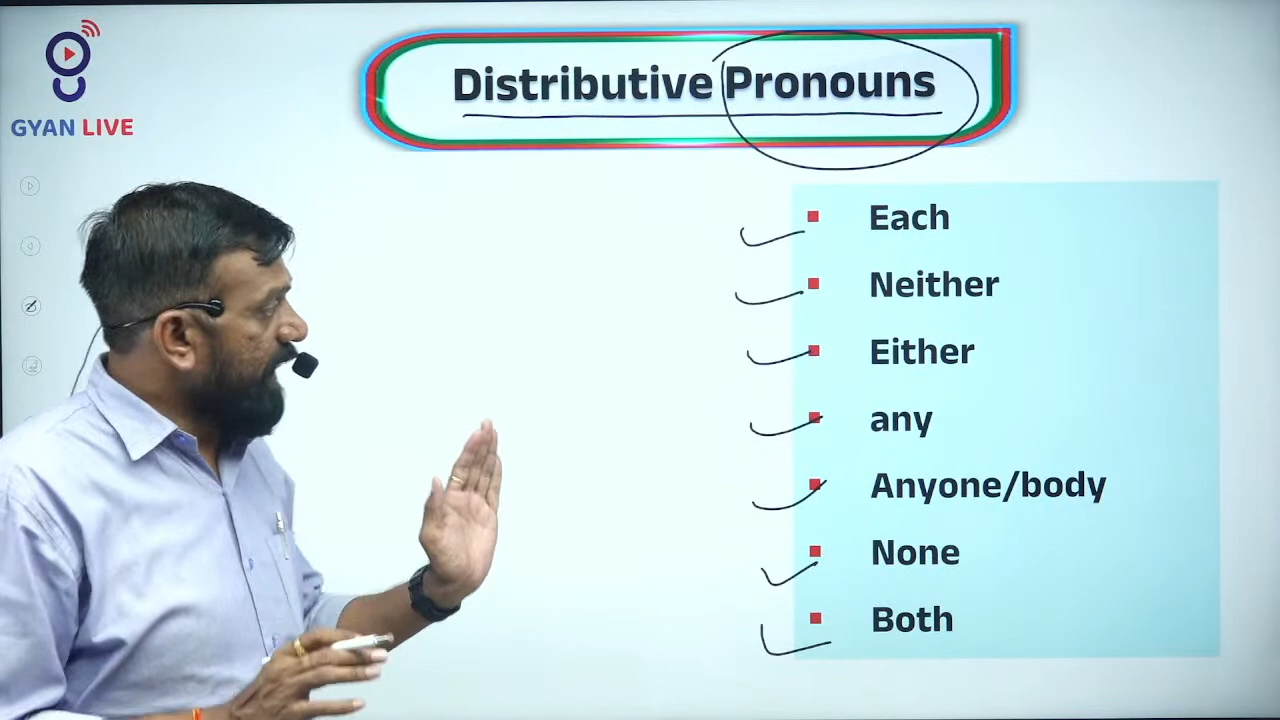 GYAN LIVE
Distributive Pronouns
Each
Neither
Either
any
Anyone/body
None
Both